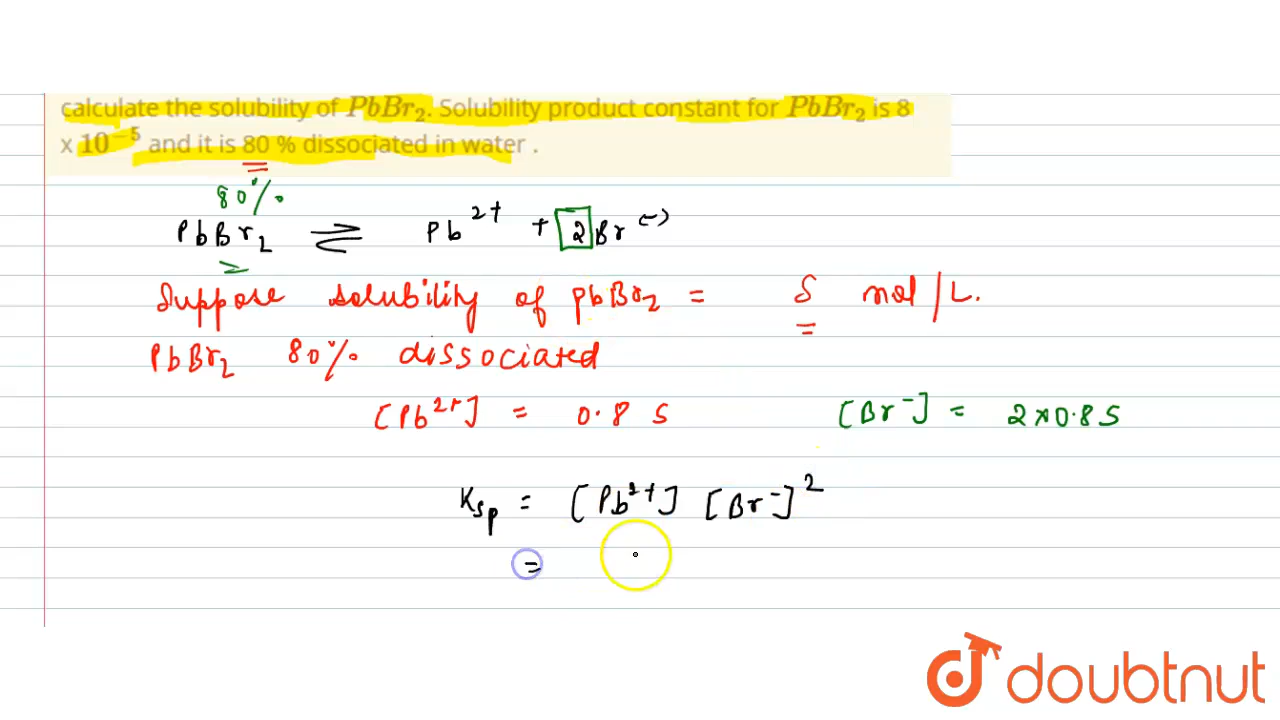 calculate the solubility of PbBr₂. Solubility product constant for PbBr₂ is 8
x 10⁻⁵ and it is 80 % dissociated in water .
80%
PbBr₂ ⇌ Pb²⁺ + 2Br⁽⁻⁾
Suppose solubility of PbBr₂ = S mol/L.
PbBr₂ 80% dissociated
[Pb²⁺] = 0.8 S [Br⁻] = 2×0.8S
Ksp = [Pb²⁺] [Br⁻]²
=
doubtnut